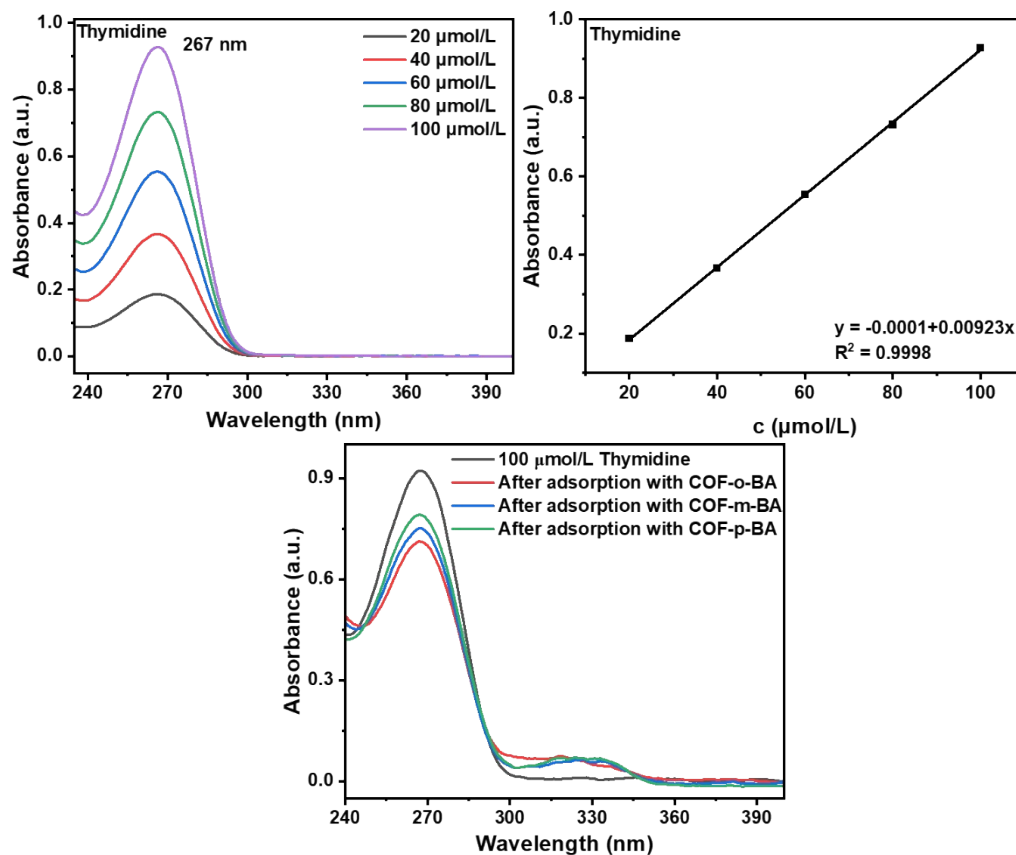 Thymidine
267 nm
20 μmol/L
40 μmol/L
60 μmol/L
80 μmol/L
100 μmol/L
1.0
0.8
0.6
0.4
0.2
0.0
Absorbance (a.u.)
240 270 300 330 360 390
Wavelength (nm)
Thymidine
1.0
0.8
0.6
0.4
0.2
Absorbance (a.u.)
y = -0.0001+0.00923x
R² = 0.9998
20 40 60 80 100
c (μmol/L)
100 μmol/L Thymidine
After adsorption with COF-o-BA
After adsorption with COF-m-BA
After adsorption with COF-p-BA
0.9
0.6
0.3
0.0
Absorbance (a.u.)
240 270 300 330 360 390
Wavelength (nm)